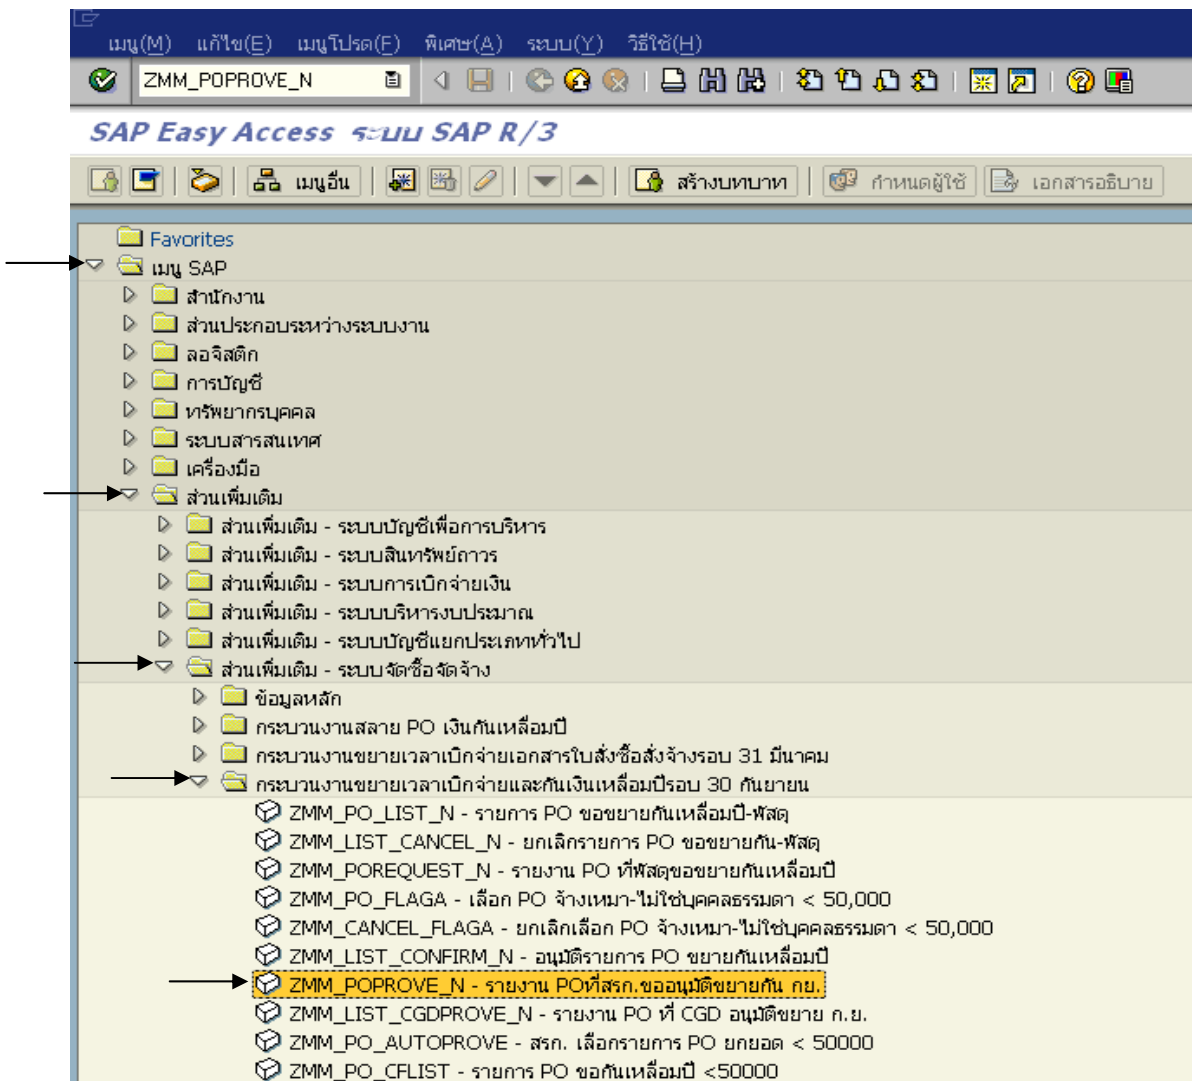 เมนู(M) แก้ไข(E) เมนูโปรด(F) พิเศษ(A) ระบบ(Y) วิธีใช้(H)
ZMM_POPROVE_N
SAP Easy Access ระบบ SAP R/3
เมนูอื่น สร้างบทบาท กำหนดผู้ใช้ เอกสารอธิบาย
Favorites
เมนู SAP
สำนักงาน
ส่วนประกอบระหว่างระบบงาน
ลอจิสติก
การบัญชี
ทรัพยากรบุคคล
ระบบสารสนเทศ
เครื่องมือ
ส่วนเพิ่มเติม
ส่วนเพิ่มเติม - ระบบบัญชีเพื่อการบริหาร
ส่วนเพิ่มเติม - ระบบสินทรัพย์ถาวร
ส่วนเพิ่มเติม - ระบบการเบิกจ่ายเงิน
ส่วนเพิ่มเติม - ระบบบริหารงบประมาณ
ส่วนเพิ่มเติม - ระบบบัญชีแยกประเภททั่วไป
ส่วนเพิ่มเติม - ระบบจัดซื้อจัดจ้าง
ข้อมูลหลัก
กระบวนงานสลาย PO เงินกันเหลื่อมปี
กระบวนงานขยายเวลาเบิกจ่ายเอกสารใบสั่งซื้อสั่งจ้างรอบ 31 มีนาคม
กระบวนงานขยายเวลาเบิกจ่ายและกันเงินเหลื่อมปีรอบ 30 กันยายน
ZMM_PO_LIST_N - รายการ PO ขอขยายกันเหลื่อมปี-พัสดุ
ZMM_LIST_CANCEL_N - ยกเลิกรายการ PO ขอขยายกัน-พัสดุ
ZMM_POREQUEST_N - รายงาน PO ที่พัสดุขอขยายกันเหลื่อมปี
ZMM_PO_FLAGA - เลือก PO จ้างเหมา-ไม่ใช่บุคคลธรรมดา < 50,000
ZMM_CANCEL_FLAGA - ยกเลิกเลือก PO จ้างเหมา-ไม่ใช่บุคคลธรรมดา < 50,000
ZMM_LIST_CONFIRM_N - อนุมัติรายการ PO ขยายกันเหลื่อมปี
ZMM_POPROVE_N - รายงาน POที่สรก.ขออนุมัติขยายกัน กย.
ZMM_LIST_CGDPROVE_N - รายงาน PO ที่ CGD อนุมัติขยาย ก.ย.
ZMM_PO_AUTOPROVE - สรก. เลือกรายการ PO ยกยอด < 50000
ZMM_PO_CFLIST - รายการ PO ขอกันเหลื่อมปี <50000